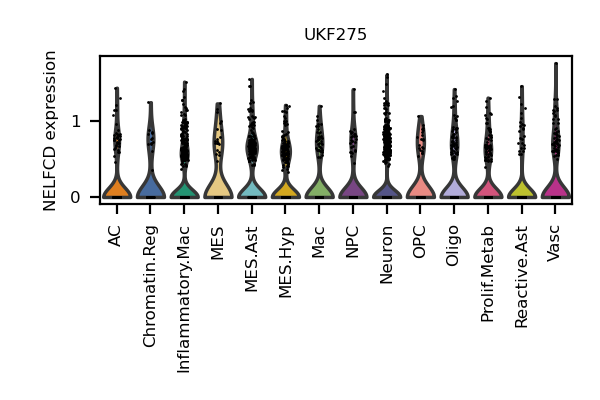 UKF275
NELFCD expression
1
0
AC
Chromatin.Reg
Inflammatory.Mac
MES
MES.Ast
MES.Hyp
Mac
NPC
Neuron
OPC
Oligo
Prolif.Metab
Reactive.Ast
Vasc